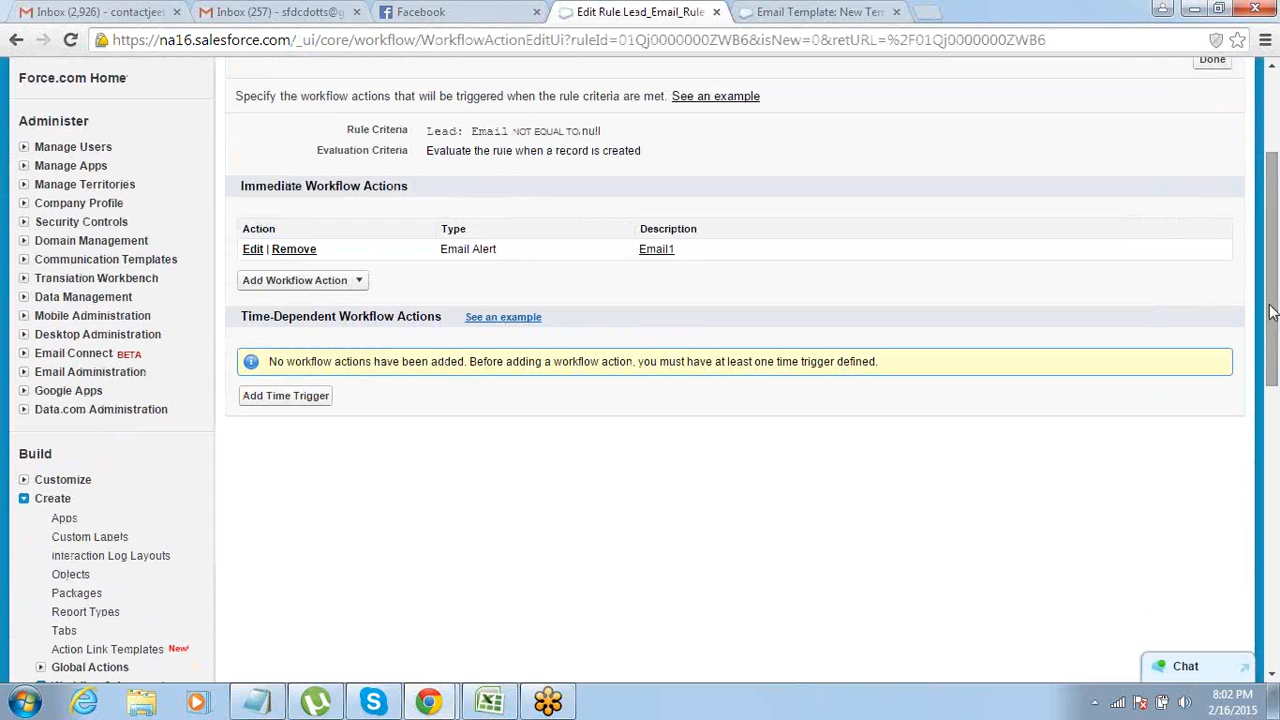 Inbox (2,926) - contactjee
Inbox (257) - sfdcdotts@g
Facebook
Edit Rule Lead_Email_Rule
Email Template: New Ter
https://na16.salesforce.com/_ui/core/workflow/WorkflowActionEditUi?ruleId=01Qj0000000ZWB6&isNew=0&retURL=%2F01Qj0000000ZWB6
Force.com Home
Done
Specify the workflow actions that will be triggered when the rule criteria are met. See an example
Administer
Rule Criteria Lead: Email NOT EQUAL TO null
Manage Users
Evaluation Criteria Evaluate the rule when a record is created
Manage Apps
Manage Territories
Immediate Workflow Actions
Company Profile
Security Controls
Action Type Description
Domain Management
Edit | Remove Email Alert Email1
Communication Templates
Translation Workbench
Add Workflow Action
Data Management
Mobile Administration
Time-Dependent Workflow Actions See an example
Desktop Administration
Email Connect BETA
No workflow actions have been added. Before adding a workflow action, you must have at least one time trigger defined.
Email Administration
Google Apps
Add Time Trigger
Data.com Administration
Build
Customize
Create
Apps
Custom Labels
Interaction Log Layouts
Objects
Packages
Report Types
Tabs
Action Link Templates New!
Global Actions
Chat
8:02 PM
2/16/2015